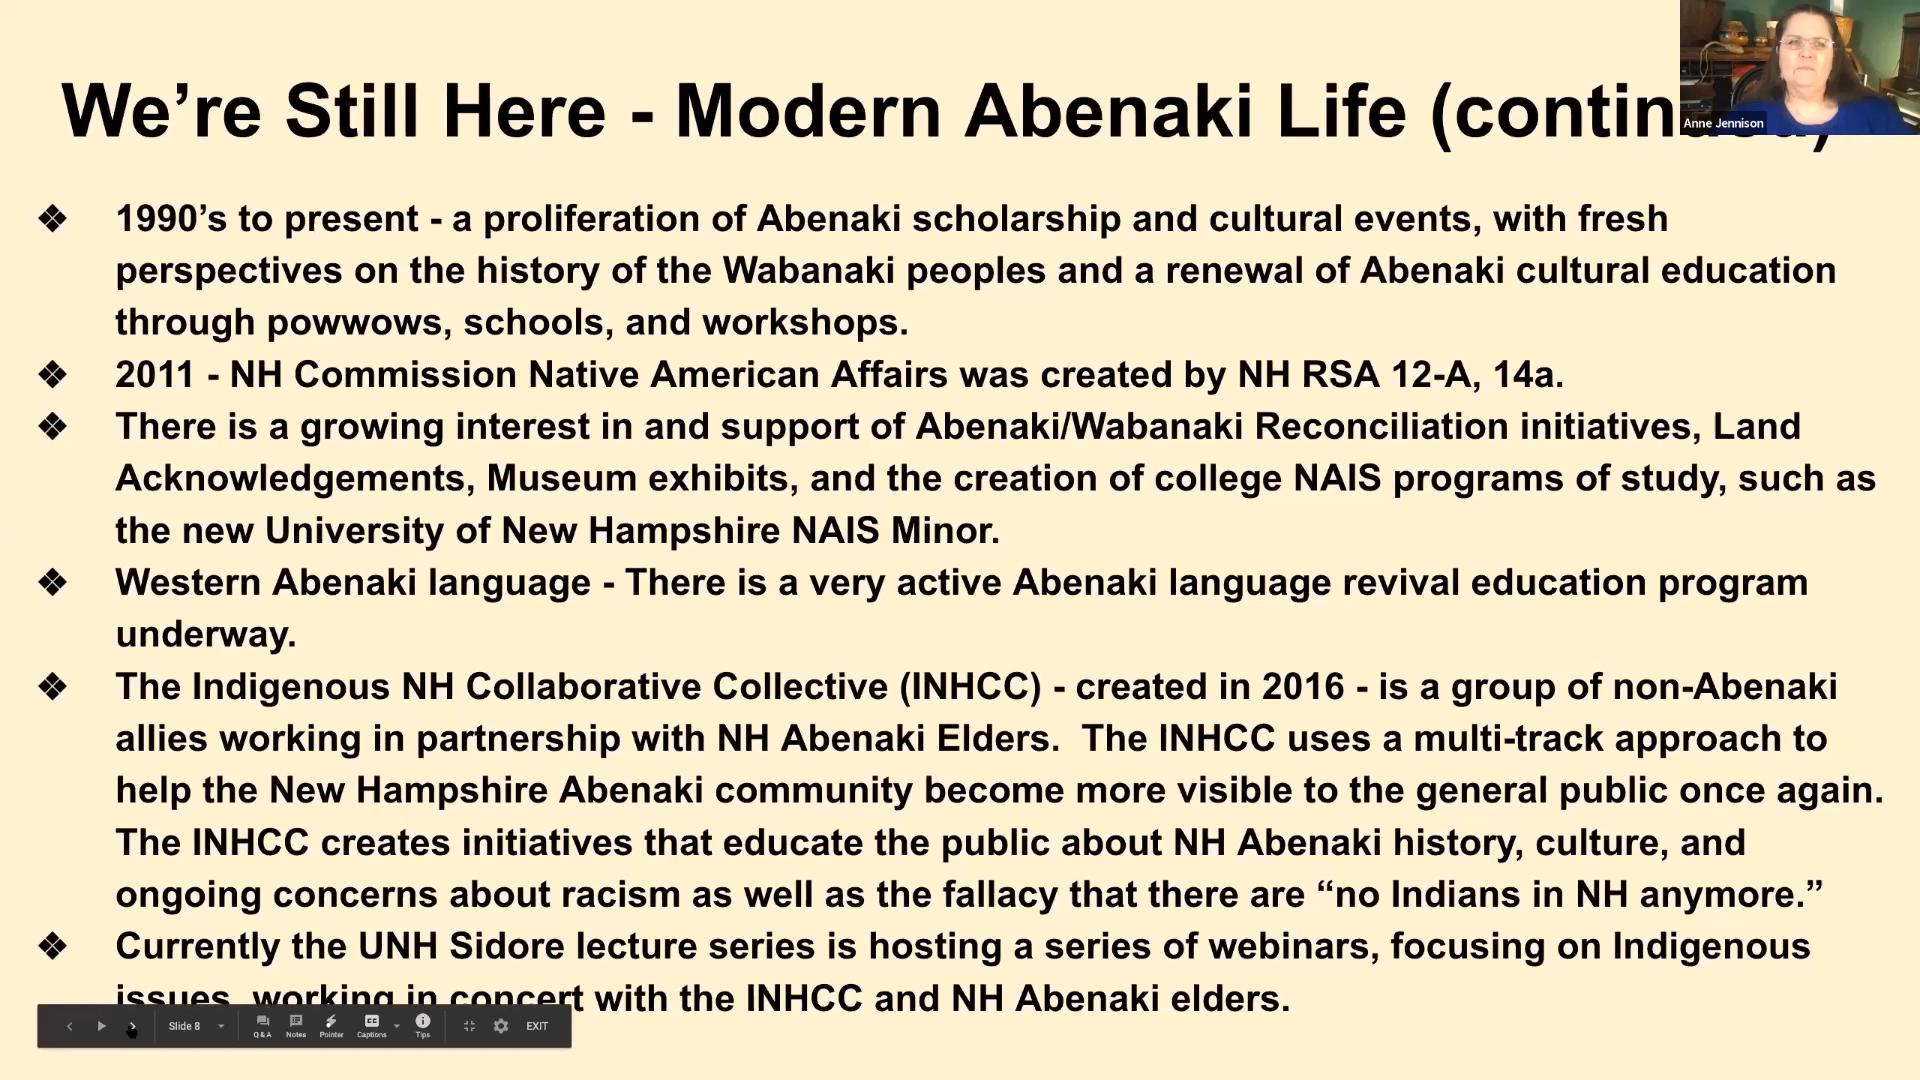 We’re Still Here - Modern Abenaki Life (contin
Anne Jennison
❖ 1990’s to present - a proliferation of Abenaki scholarship and cultural events, with fresh
perspectives on the history of the Wabanaki peoples and a renewal of Abenaki cultural education
through powwows, schools, and workshops.
❖ 2011 - NH Commission Native American Affairs was created by NH RSA 12-A, 14a.
❖ There is a growing interest in and support of Abenaki/Wabanaki Reconciliation initiatives, Land
Acknowledgements, Museum exhibits, and the creation of college NAIS programs of study, such as
the new University of New Hampshire NAIS Minor.
❖ Western Abenaki language - There is a very active Abenaki language revival education program
underway.
❖ The Indigenous NH Collaborative Collective (INHCC) - created in 2016 - is a group of non-Abenaki
allies working in partnership with NH Abenaki Elders.  The INHCC uses a multi-track approach to
help the New Hampshire Abenaki community become more visible to the general public once again.
The INHCC creates initiatives that educate the public about NH Abenaki history, culture, and
ongoing concerns about racism as well as the fallacy that there are “no Indians in NH anymore.”
❖ Currently the UNH Sidore lecture series is hosting a series of webinars, focusing on Indigenous
issues, working in concert with the INHCC and NH Abenaki elders.
Slide 8 Q&A Notes Pointer Captions Tips EXIT